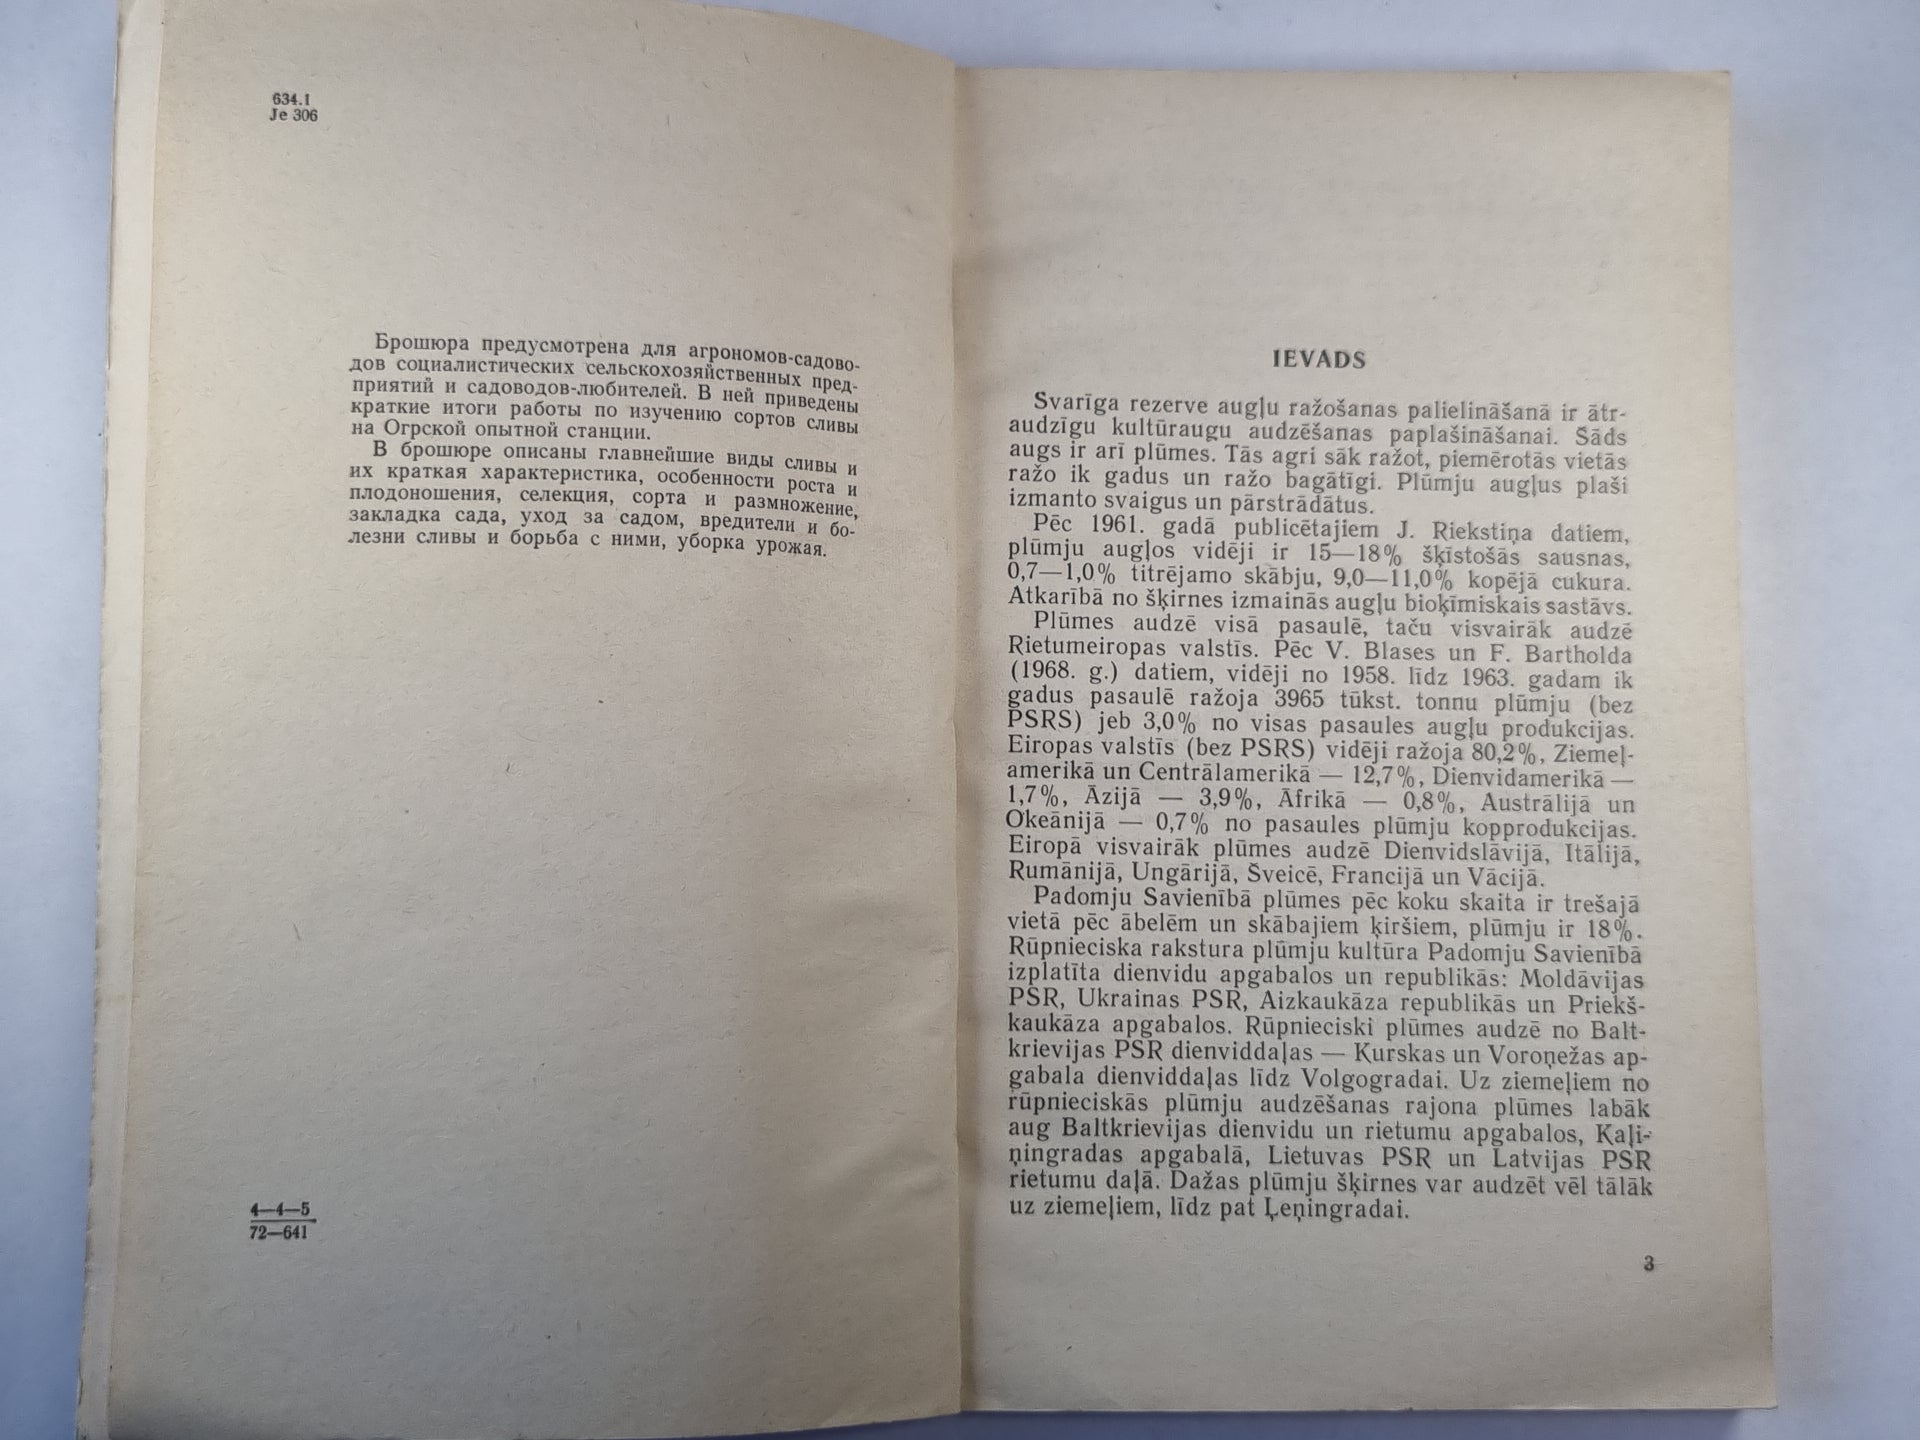 634.1
Je 306
Брошюра предусмотрена для агрономов-садово-
дов социалистических сельскохозяйственных пред-
приятий и садоводов-любителей. В ней приведены
краткие итоги работы по изучению сортов сливы
на Огрской опытной станции.
В брошюре описаны главнейшие виды сливы и
их краткая характеристика, особенности роста и
плодоношения, селекция, сорта и размножение,
закладка сада, уход за садом, вредители и бо-
лезни сливы и борьба с ними, уборка урожая.
4—4—5
72—641
IEVADS
Svarīga rezerve augļu ražošanas palielināšanā ir ātr-
audzīgu kultūraugu audzēšanas paplašināšanai. Šāds
augs ir arī plūmes. Tās agri sāk ražot, piemērotās vietās
ražo ik gadus un ražo bagātīgi. Plūmju augļus plaši
izmanto svaigus un pārstrādātus.
Pēc 1961. gadā publicētajiem J. Riekstiņa datiem,
plūmju augļos vidēji ir 15—18% šķīstošās sausnas,
0,7—1,0% titrējamo skābju, 9,0—11,0% kopējā cukura.
Atkarībā no šķirnes izmainās augļu bioķīmiskais sastāvs.
Plūmes audzē visā pasaulē, taču visvairāk audzē
Rietumeiropas valstīs. Pēc V. Blases un F. Bartholda
(1968. g.) datiem, vidēji no 1958. līdz 1963. gadam ik
gadus pasaulē ražoja 3965 tūkst. tonnu plūmju (bez
PSRS) jeb 3,0% no visas pasaules augļu produkcijas.
Eiropas valstīs (bez PSRS) vidēji ražoja 80,2%, Ziemeļ-
amerikā un Centrālamerikā — 12,7%, Dienvidamerikā —
1,7%, Āzijā — 3,9%, Āfrikā — 0,8%, Austrālijā un
Okeānijā — 0,7% no pasaules plūmju kopprodukcijas.
Eiropā visvairāk plūmes audzē Dienvidslāvijā, Itālijā,
Rumānijā, Ungārijā, Šveicē, Francijā un Vācijā.
Padomju Savienībā plūmes pēc koku skaita ir trešajā
vietā pēc ābelēm un skābajiem ķiršiem, plūmju ir 18%.
Rūpnieciska rakstura plūmju kultūra Padomju Savienībā
izplatīta dienvidu apgabalos un republikās: Moldāvijas
PSR, Ukrainas PSR, Aizkaukāza republikās un Priekš-
kaukāza apgabalos. Rūpnieciski plūmes audzē no Balt-
krievijas PSR dienviddaļas — Kurskas un Voroņežas ap-
gabala dienviddaļas līdz Volgogradai. Uz ziemeļiem no
rūpnieciskās plūmju audzēšanas rajona plūmes labāk
aug Baltkrievijas dienvidu un rietumu apgabalos, Kaļi-
ņingradas apgabalā, Lietuvas PSR un Latvijas PSR
rietumu daļā. Dažas plūmju šķirnes var audzēt vēl tālāk
uz ziemeļiem, līdz pat Ļeņingradai.
3